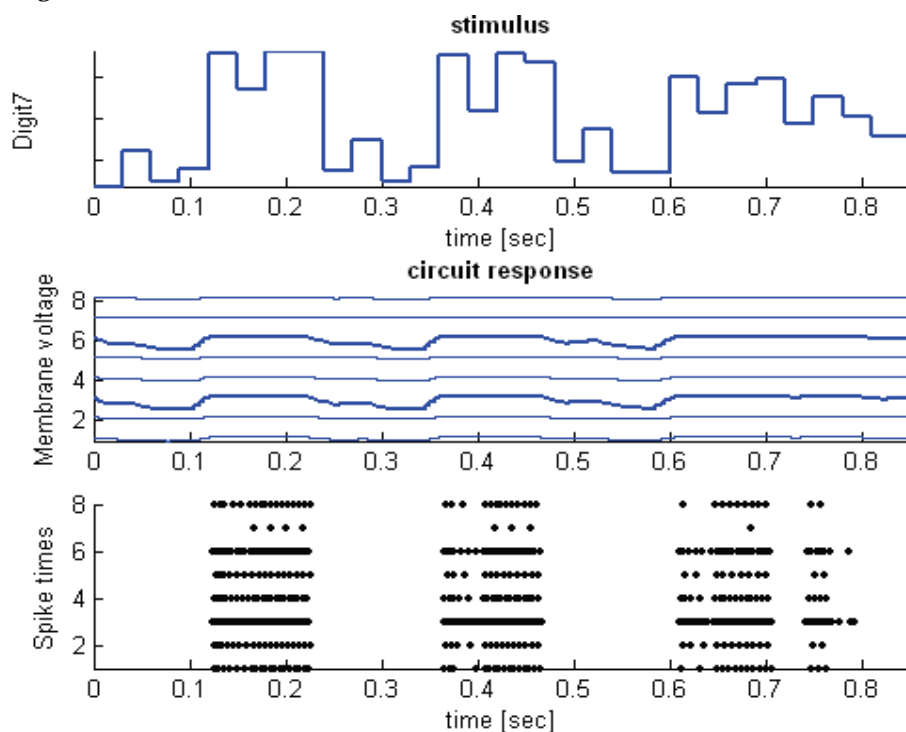 stimulus
Digit7
0 0.1 0.2 0.3 0.4 0.5 0.6 0.7 0.8
time [sec]
circuit response
Membrane voltage
8
6
4
2
0 0.1 0.2 0.3 0.4 0.5 0.6 0.7 0.8
Spike times
8
6
4
2
0 0.1 0.2 0.3 0.4 0.5 0.6 0.7 0.8
time [sec]